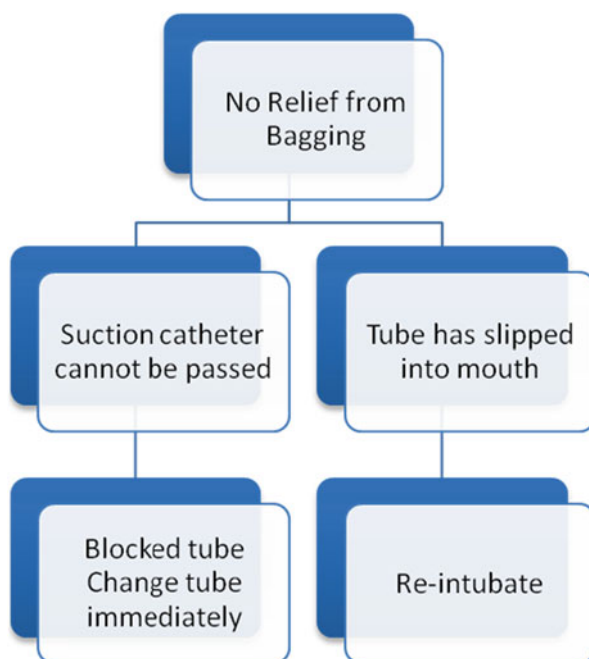 No Relief from
Bagging
Suction catheter
cannot be passed
Tube has slipped
into mouth
Blocked tube
Change tube
immediately
Re-intubate